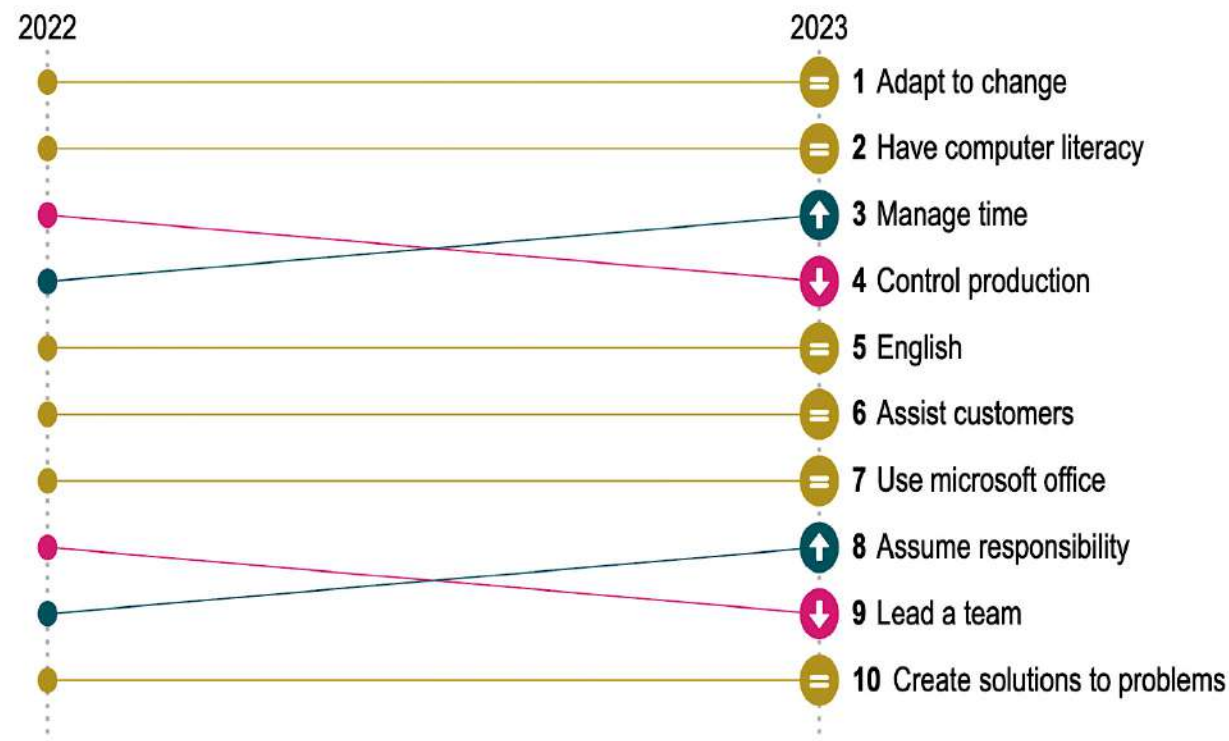 2022 2023
1 Adapt to change
2 Have computer literacy
3 Manage time
4 Control production
5 English
6 Assist customers
7 Use microsoft office
8 Assume responsibility
9 Lead a team
10 Create solutions to problems